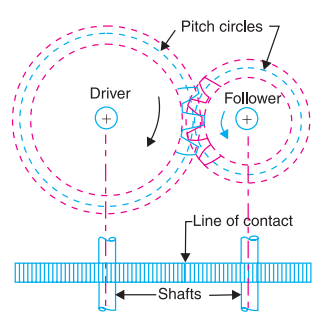 Pitch circles
Driver
Follower
Line of contact
Shafts